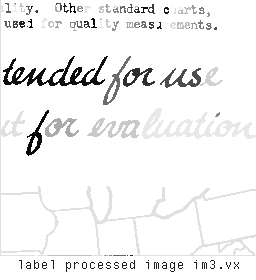 lity. Other standard charts,
used for quality measurements.
tended for use
t for evaluation
label processed image im3.vx